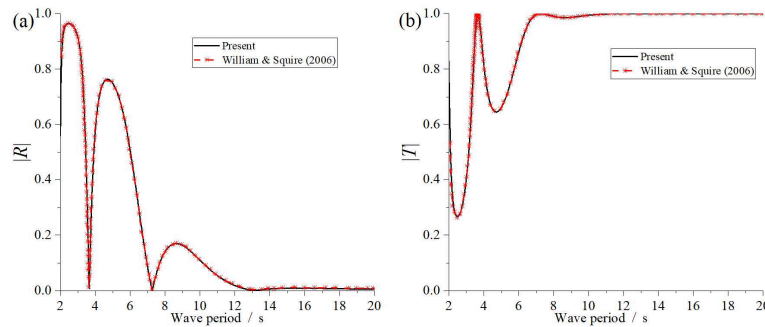 (a)
1.0
0.8
0.6
0.4
0.2
0.0
|R|
Present
William & Squire (2006)
2 4 6 8 10 12 14 16 18 20
Wave period / s
(b)
1.0
0.8
0.6
0.4
0.2
0.0
|T|
Present
William & Squire (2006)
2 4 6 8 10 12 14 16 18 20
Wave period / s